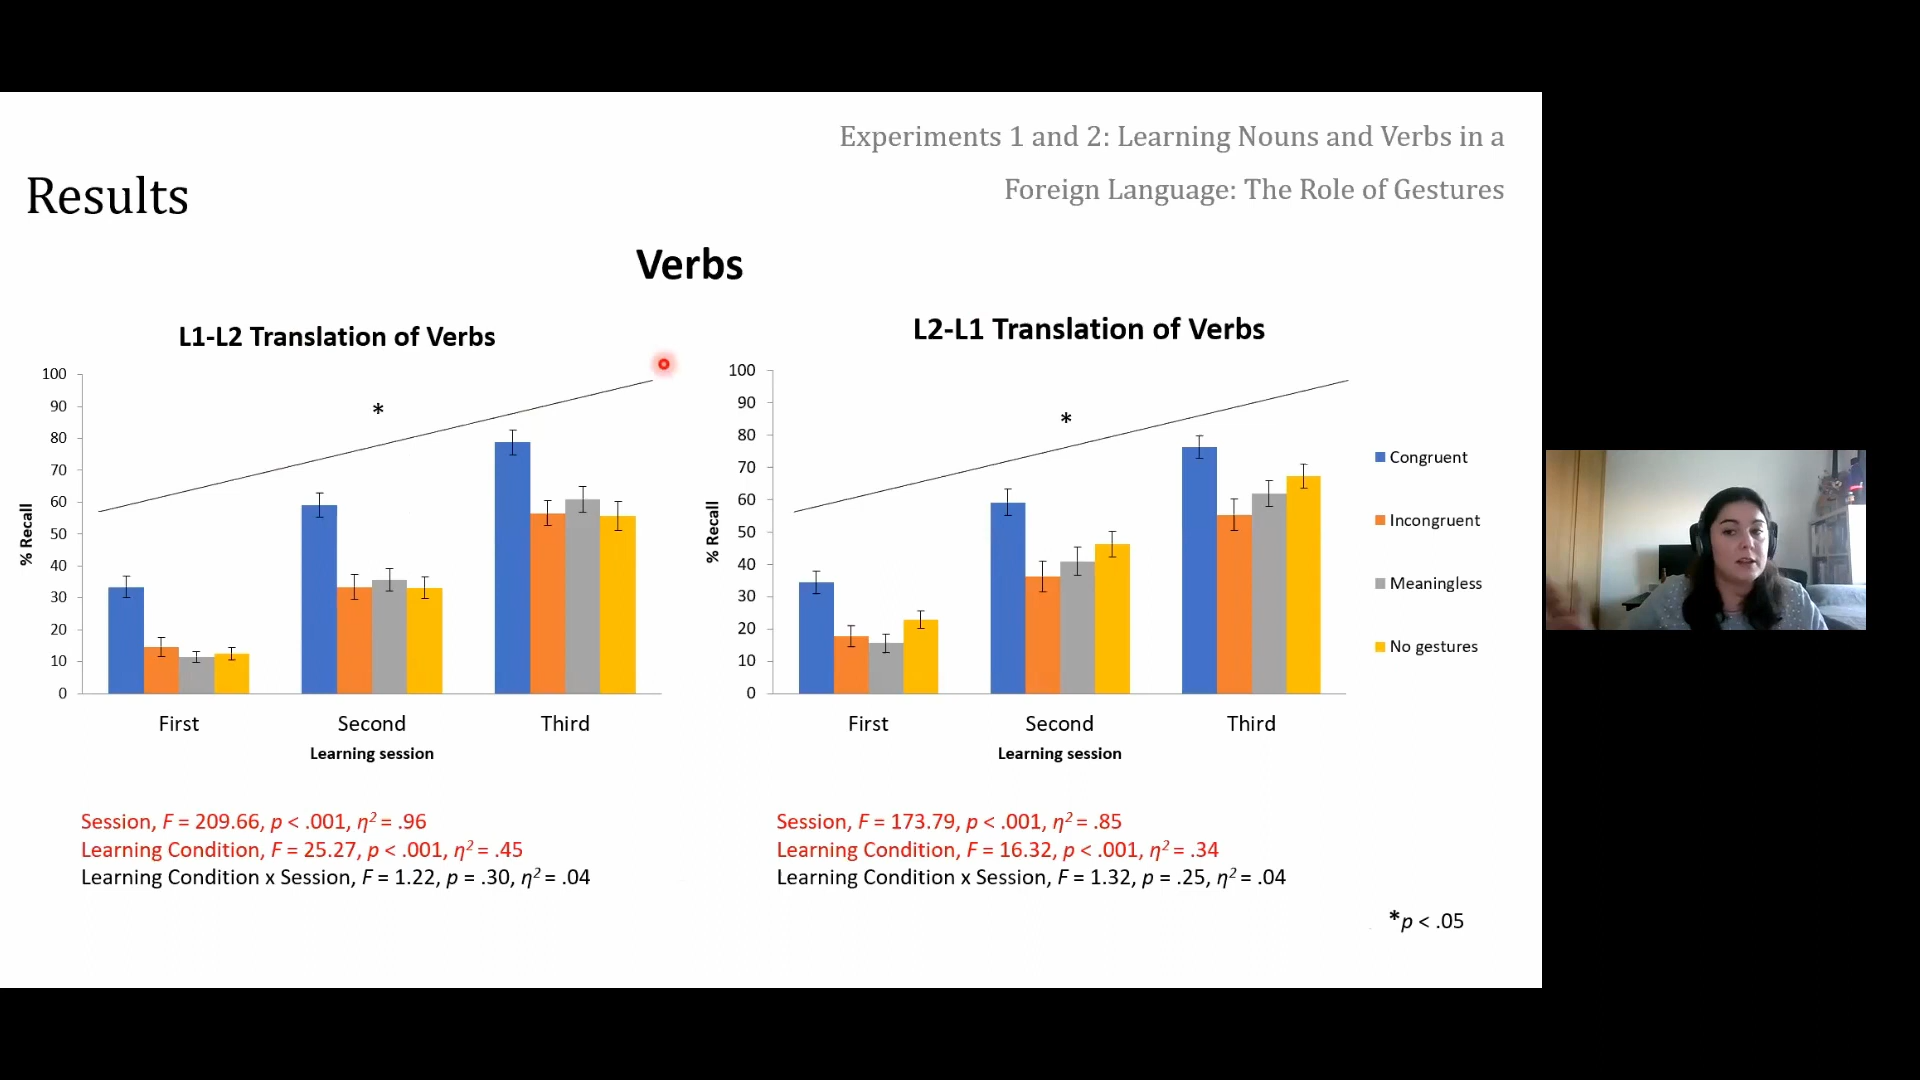 Experiments 1 and 2: Learning Nouns and Verbs in a
Foreign Language: The Role of Gestures
Results
Verbs
L1-L2 Translation of Verbs
100
90
80
70
60
50
40
30
20
10
0
% Recall
First
Second
Third
Learning session
*
L2-L1 Translation of Verbs
100
90
80
70
60
50
40
30
20
10
0
% Recall
First
Second
Third
Learning session
*
Congruent
Incongruent
Meaningless
No gestures
Session, F = 209.66, p < .001, η² = .96
Learning Condition, F = 25.27, p < .001, η² = .45
Learning Condition x Session, F = 1.22, p = .30, η² = .04
Session, F = 173.79, p < .001, η² = .85
Learning Condition, F = 16.32, p < .001, η² = .34
Learning Condition x Session, F = 1.32, p = .25, η² = .04
*p < .05